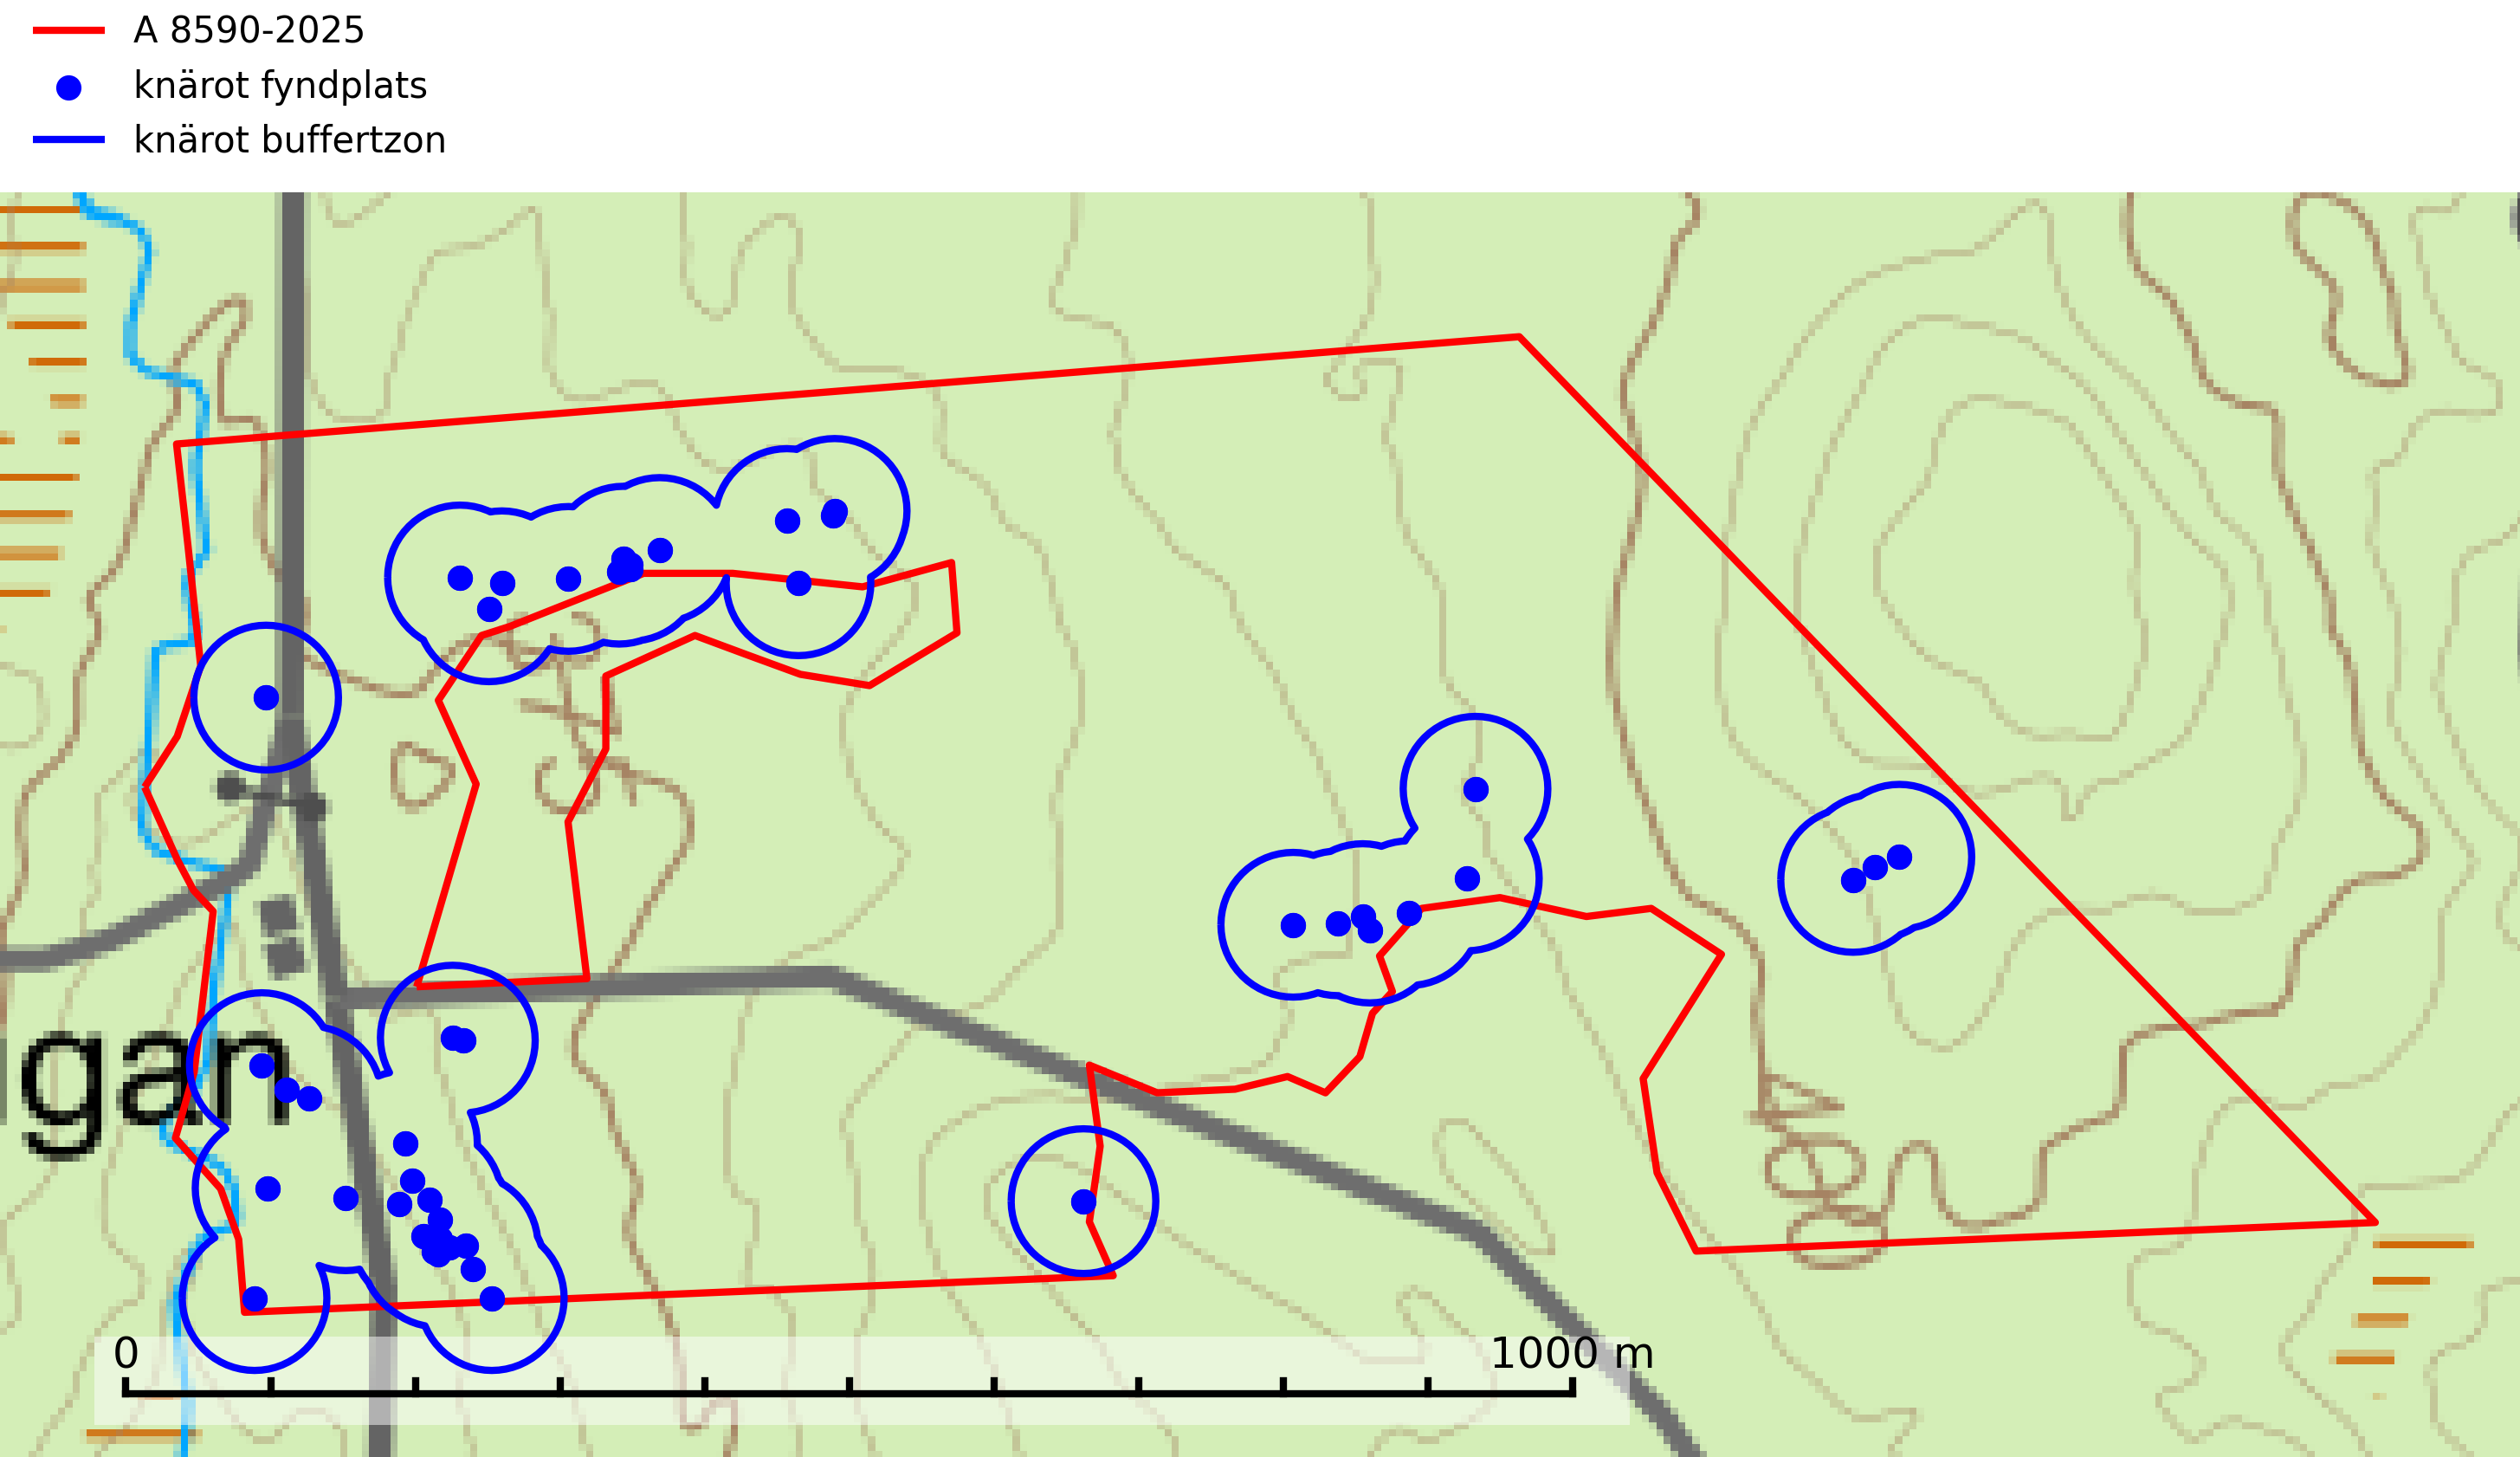 A 8590-2025
knärot fyndplats
knärot buffertzon
gan
0
1000 m